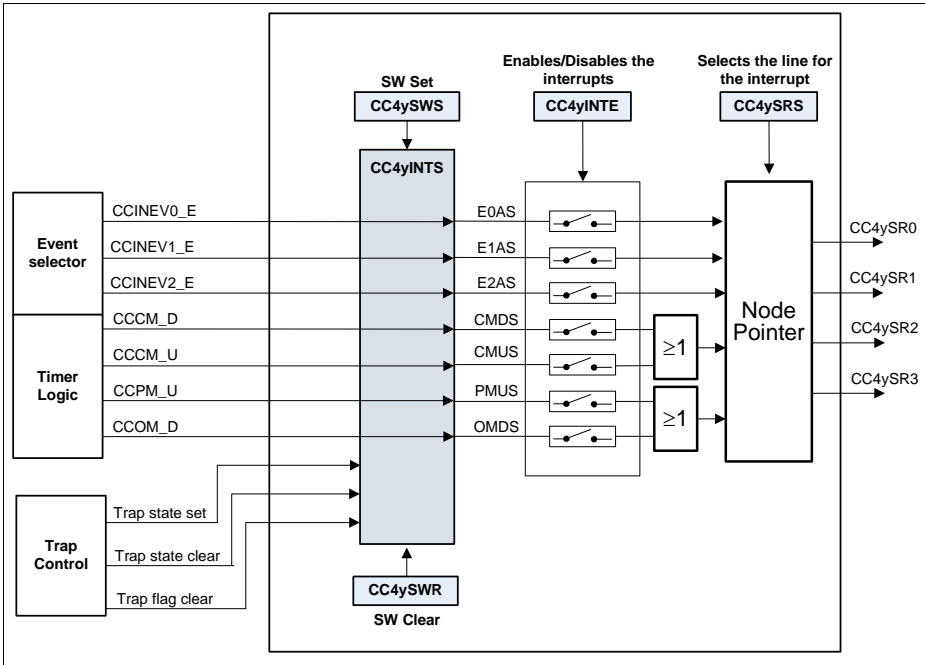 Enables/Disables the
interrupts
Selects the line for
the interrupt
SW Set
CC4ySWS
CC4yINTE
CC4ySRS
CC4yINTS
Event
selector
CCINEV0_E
CCINEV1_E
CCINEV2_E
E0AS
E1AS
E2AS
Timer
Logic
CCCM_D
CCCM_U
CCPM_U
CCOM_D
CMDS
CMUS
PMUS
OMDS
≥1
≥1
Node
Pointer
CC4ySR0
CC4ySR1
CC4ySR2
CC4ySR3
Trap
Control
Trap state set
Trap state clear
Trap flag clear
CC4ySWR
SW Clear